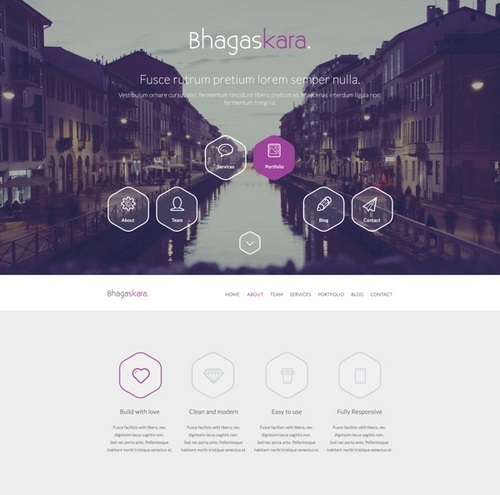 Bhagaskara.
Fusce rutrum pretium lorem semper nulla.
Vestibulum ornare cursus nisl, fermentum tincidunt libero pretium at. Maecenas interdum lectus non
fermentum fringilla.
Services
Portfolio
About
Team
Blog
Contact
Bhagaskara.
HOME ABOUT TEAM SERVICES PORTFOLIO BLOG CONTACT
Build with love
Fusce facilisis velit libero, nec
dignissim lacus sagittis non.
Sed nec porta ante. Pellentesque
habitant morbi tristique senectus et.
Clean and modern
Fusce facilisis velit libero, nec
dignissim lacus sagittis non.
Sed nec porta ante. Pellentesque
habitant morbi tristique senectus et.
Easy to use
Fusce facilisis velit libero, nec
dignissim lacus sagittis non.
Sed nec porta ante. Pellentesque
habitant morbi tristique senectus et.
Fully Responsive
Fusce facilisis velit libero, nec
dignissim lacus sagittis non.
Sed nec porta ante. Pellentesque
habitant morbi tristique senectus et.